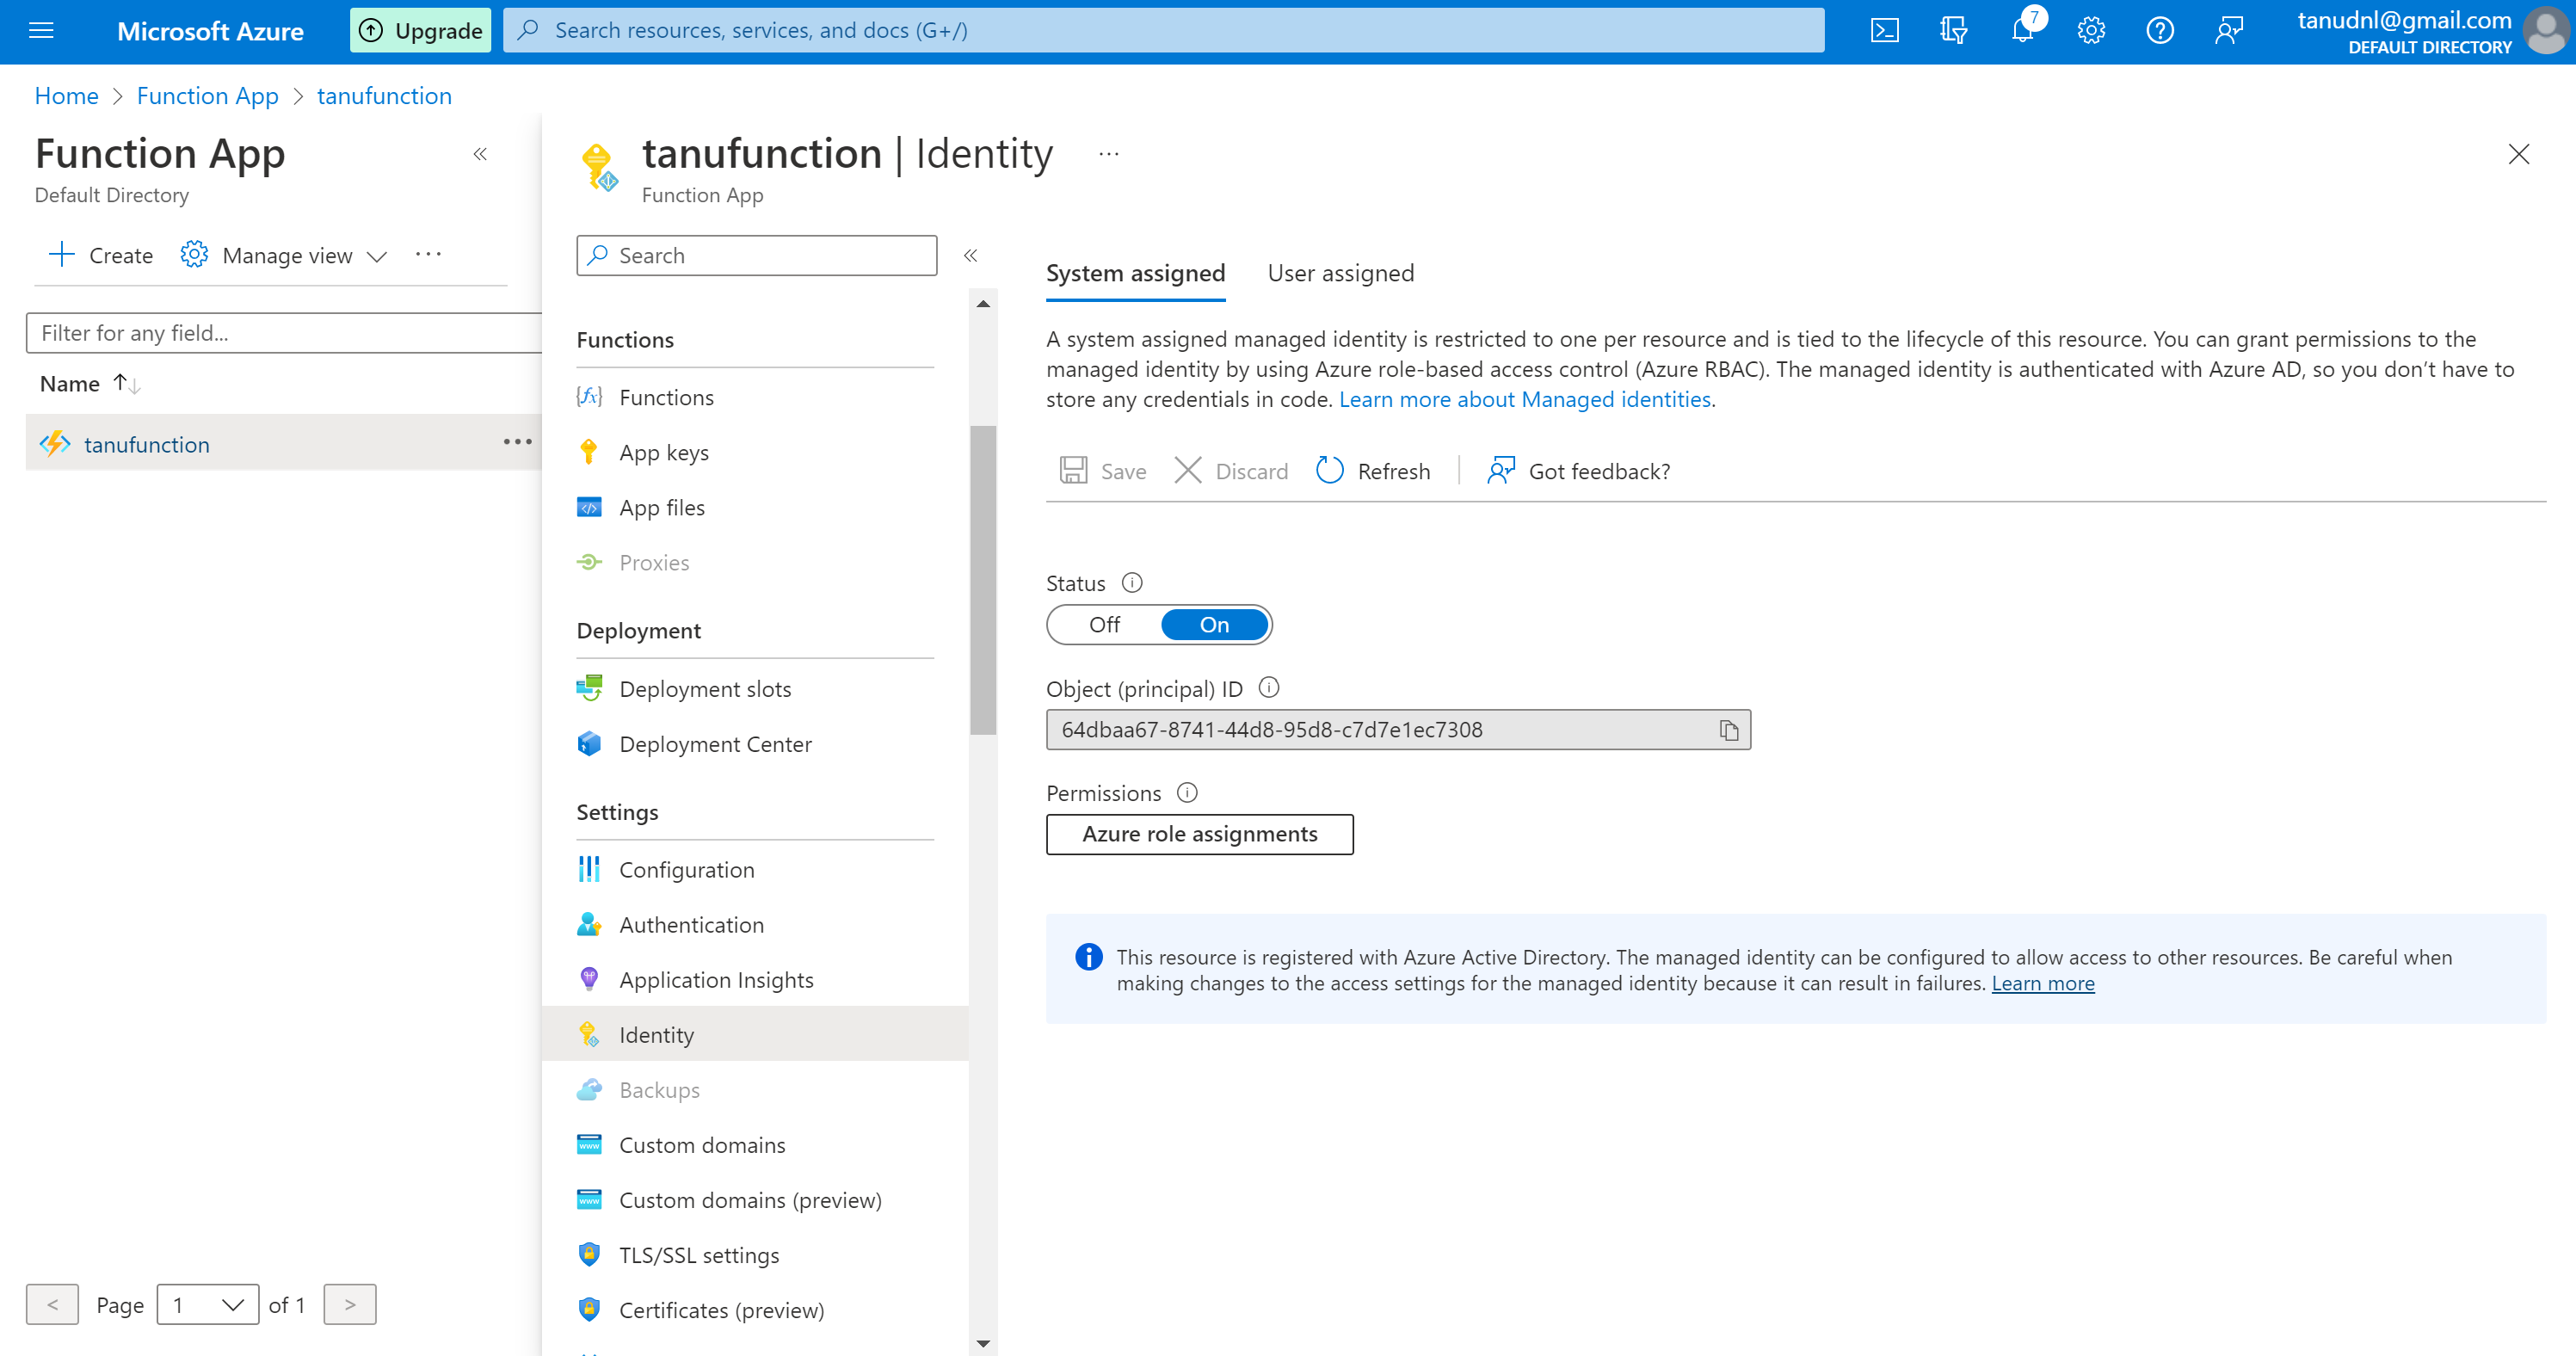 Microsoft Azure
Upgrade
Search resources, services, and docs (G+/)
7
tanudnl@gmail.com
DEFAULT DIRECTORY
Home > Function App > tanufunction
Function App
Default Directory
Create
Manage view
Filter for any field...
Name
tanufunction
Page 1 of 1
tanufunction | Identity
Function App
Search
Functions
Functions
App keys
App files
Proxies
Deployment
Deployment slots
Deployment Center
Settings
Configuration
Authentication
Application Insights
Identity
Backups
Custom domains
Custom domains (preview)
TLS/SSL settings
Certificates (preview)
System assigned
User assigned
A system assigned managed identity is restricted to one per resource and is tied to the lifecycle of this resource. You can grant permissions to the
managed identity by using Azure role-based access control (Azure RBAC). The managed identity is authenticated with Azure AD, so you don’t have to
store any credentials in code. Learn more about Managed identities.
Save
Discard
Refresh
Got feedback?
Status
Off
On
Object (principal) ID
64dbaa67-8741-44d8-95d8-c7d7e1ec7308
Permissions
Azure role assignments
This resource is registered with Azure Active Directory. The managed identity can be configured to allow access to other resources. Be careful when
making changes to the access settings for the managed identity because it can result in failures. Learn more